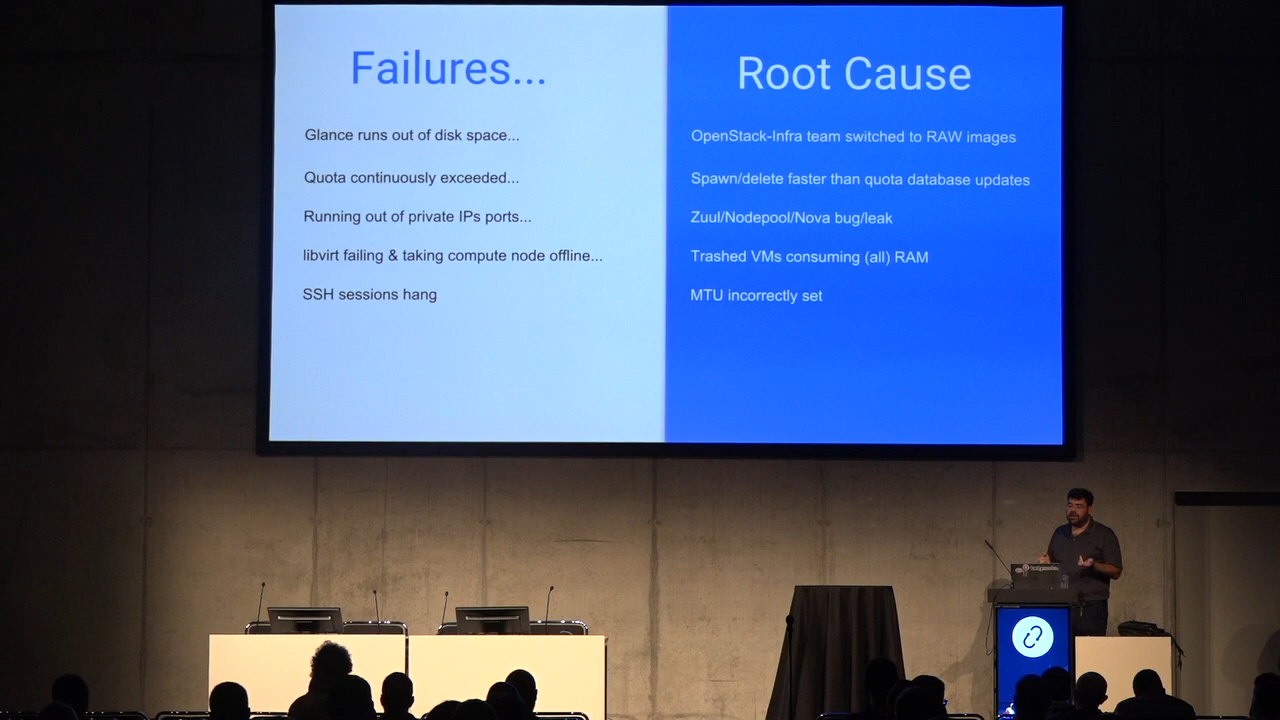 Failures...
Glance runs out of disk space...
Quota continuously exceeded...
Running out of private IPs ports...
libvirt failing & taking compute node offline...
SSH sessions hang
Root Cause
OpenStack-Infra team switched to RAW images
Spawn/delete faster than quota database updates
Zuul/Nodepool/Nova bug/leak
Trashed VMs consuming (all) RAM
MTU incorrectly set